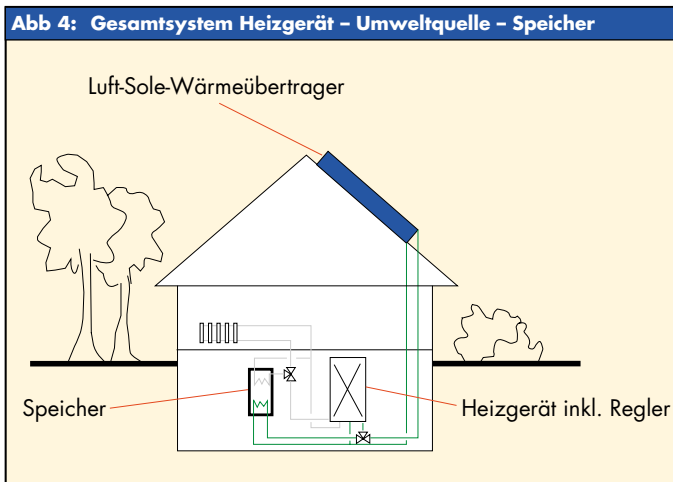 Abb 4: Gesamtsystem Heizgerät – Umweltquelle – Speicher
Luft-Sole-Wärmeübertrager
Speicher
Heizgerät inkl. Regler